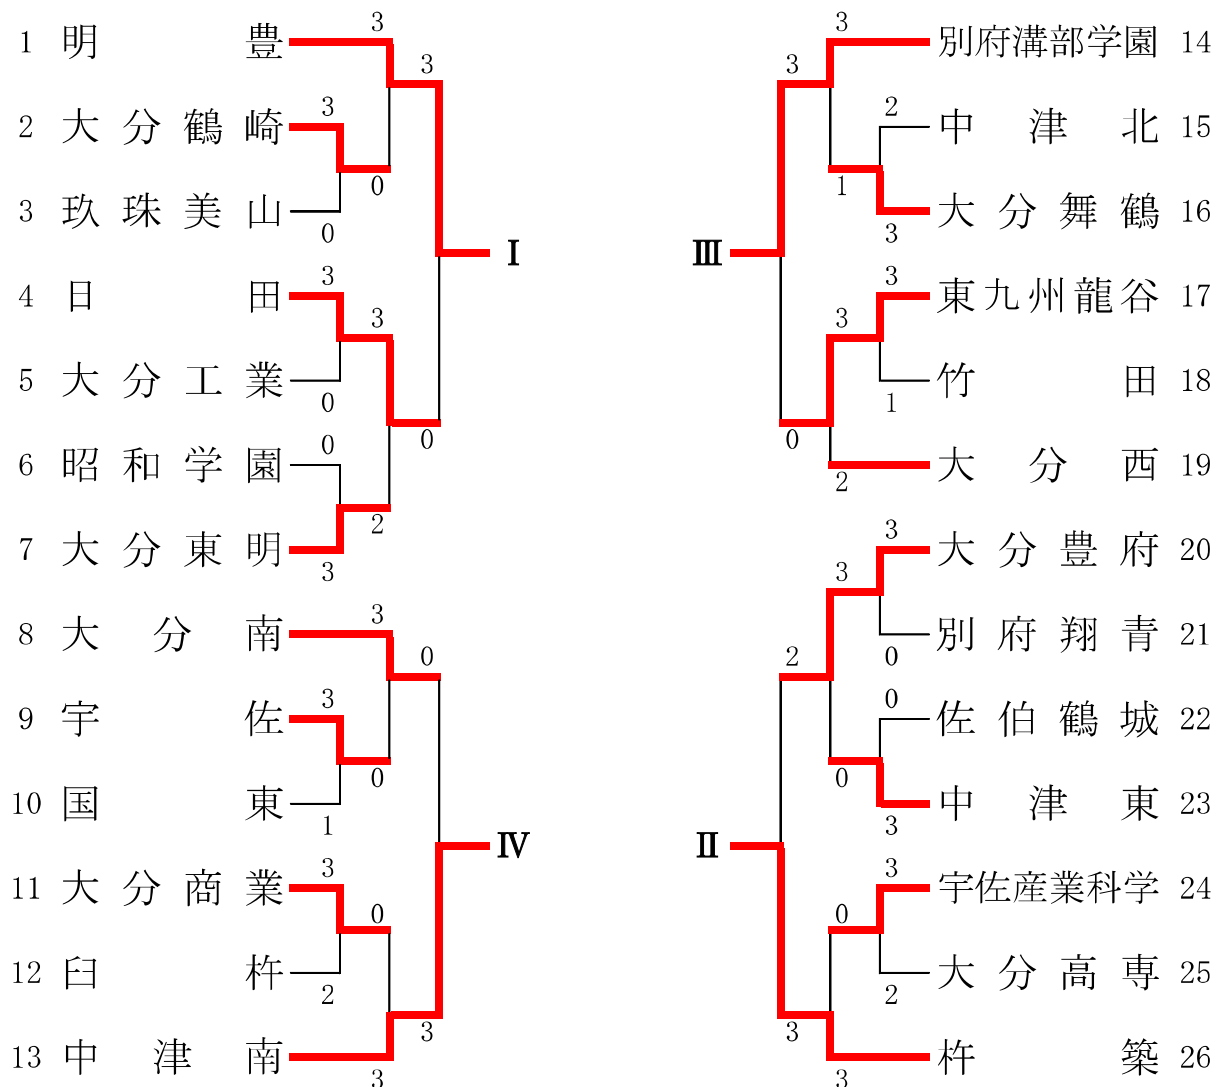 3
1 明豊
3
2 大分鶴崎 3
0
3 玖珠美山 0
I
4 日田 3
3
5 大分工業 0
0
6 昭和学園 0
2
7 大分東明 3
8 大分南 3
0
9 宇佐 3
0
10 国東 1
IV
11 大分商業 3
0
12 臼杵 2
3
13 中津南 3
3
別府溝部学園 14
3
2 中津北 15
1
3 大分舞鶴 16
III
3 東九州龍谷 17
3
1 竹田 18
0
2 大分西 19
3 大分豊府 20
3
0 別府翔青 21
2
0 佐伯鶴城 22
0
3 中津東 23
II
3 宇佐産業科学 24
0
2 大分高専 25
3
3 杵築 26